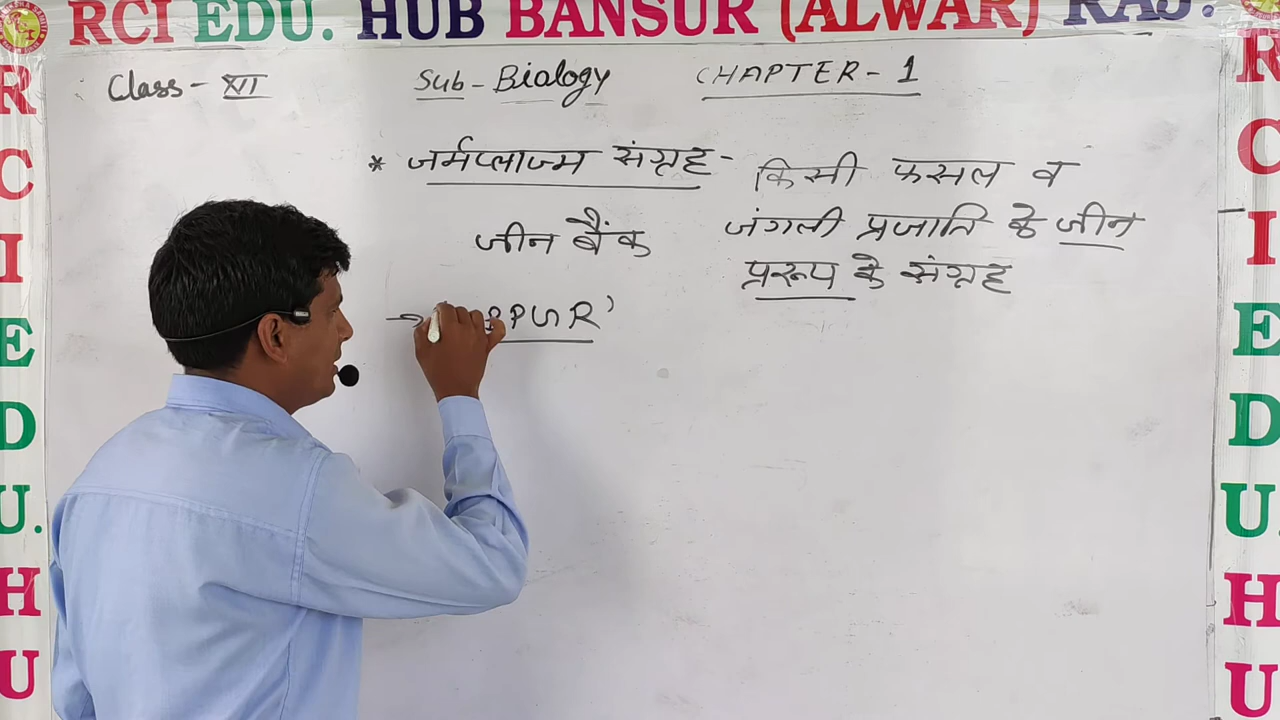 RCI EDU. HUB BANSUR (ALWAR) RAJ.
Class - XII
Sub - Biology
CHAPTER - 1
* जर्मप्लाज्म संग्रह - किसी फसल व
जीन बैंक
जंगली प्रजाति के जीन
प्ररूप के संग्रह
R
C
I
E
D
U.
H
U
R
C
I
E
D
U.
H
U